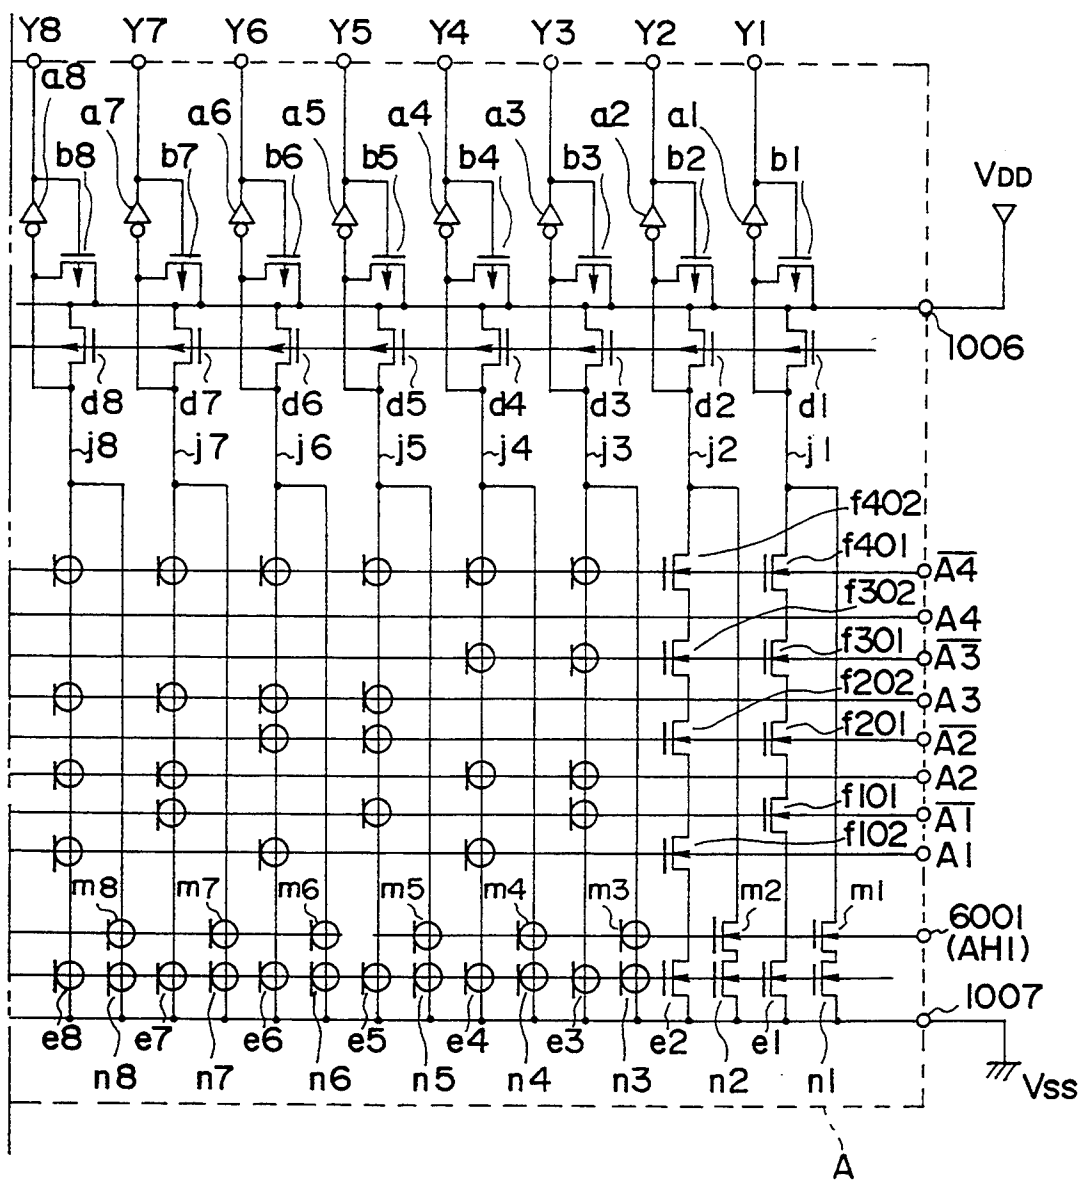 Y8 Y7 Y6 Y5 Y4 Y3 Y2 Y1
a8 a7 a6 a5 a4 a3 a2 a1
b8 b7 b6 b5 b4 b3 b2 b1
VDD
1006
d8 d7 d6 d5 d4 d3 d2 d1
j8 j7 j6 j5 j4 j3 j2 j1
f402
f401
A̅4̅
f302
A4
f301
A̅3̅
f202
A3
f201
A̅2̅
A2
f101
A̅1̅
f102
A1
m8 m7 m6 m5 m4 m3 m2 m1
6001
(AH1)
1007
e8 e7 e6 e5 e4 e3 e2 e1
n8 n7 n6 n5 n4 n3 n2 n1
VSS
A